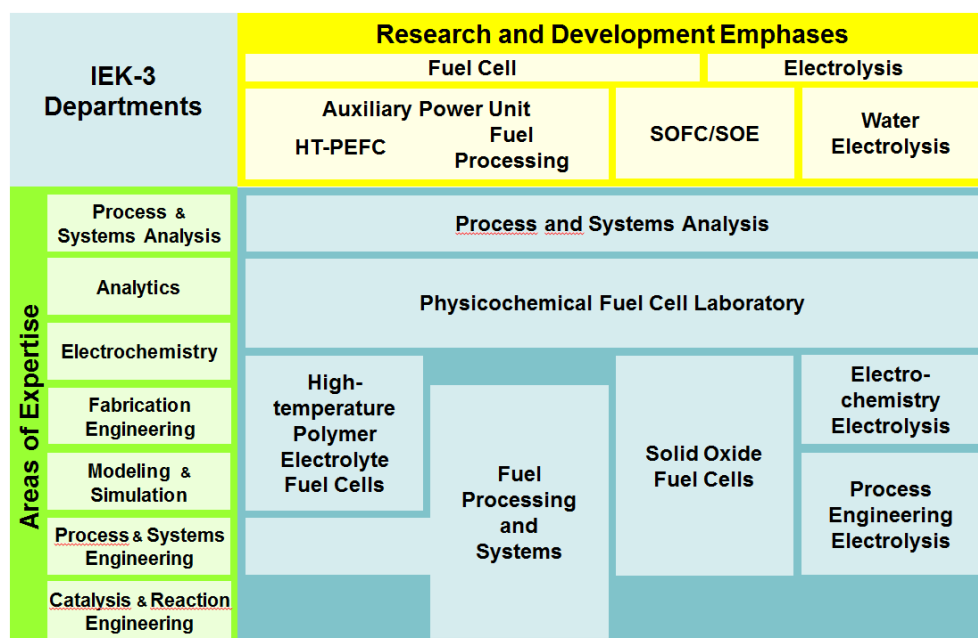 IEK-3
Departments
Research and Development Emphases
Fuel Cell
Electrolysis
Auxiliary Power Unit
HT-PEFC
Fuel
Processing
SOFC/SOE
Water
Electrolysis
Areas of Expertise
Process &
Systems Analysis
Analytics
Electrochemistry
Fabrication
Engineering
Modeling &
Simulation
Process & Systems
Engineering
Catalysis & Reaction
Engineering
Process and Systems Analysis
Physicochemical Fuel Cell Laboratory
High-
temperature
Polymer
Electrolyte
Fuel Cells
Fuel
Processing
and
Systems
Solid Oxide
Fuel Cells
Electro-
chemistry
Electrolysis
Process
Engineering
Electrolysis